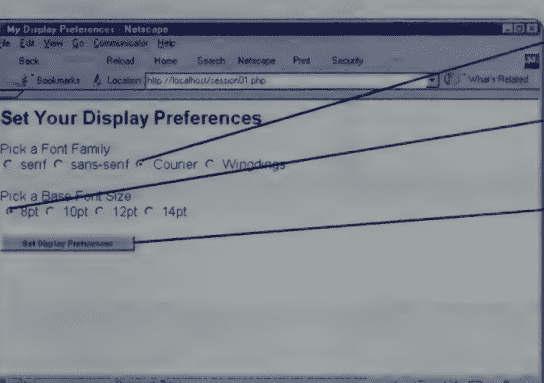 My Display Preferences - Netscape
File Edit View Go Communicator Help
Back Reload Home Search Netscape Print Security
Bookmarks Location: http://localhost/session01.php What's Related
Set Your Display Preferences
Pick a Font Family
serif sans-serif Courier Wingdings
Pick a Base Font Size
8pt 10pt 12pt 14pt
Set Display Preferences